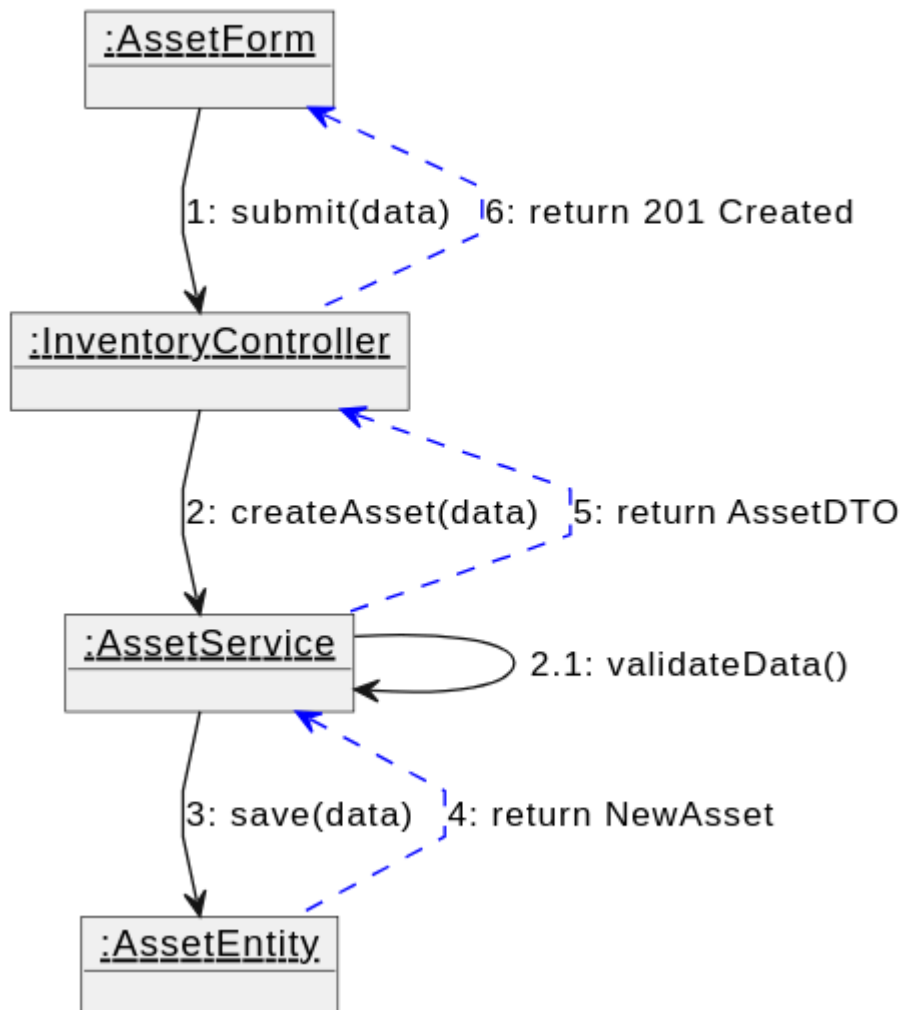 :AssetForm
1: submit(data)
6: return 201 Created
:InventoryController
2: createAsset(data)
5: return AssetDTO
:AssetService
2.1: validateData()
3: save(data)
4: return NewAsset
:AssetEntity